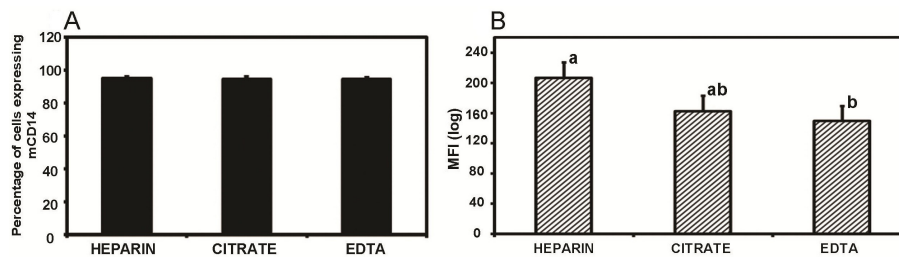 A
Percentage of cells expressing
mCD14
120
100
80
60
40
20
0
HEPARIN CITRATE EDTA
B
MFI (log)
240
200
160
120
80
40
0
a
ab
b
HEPARIN CITRATE EDTA